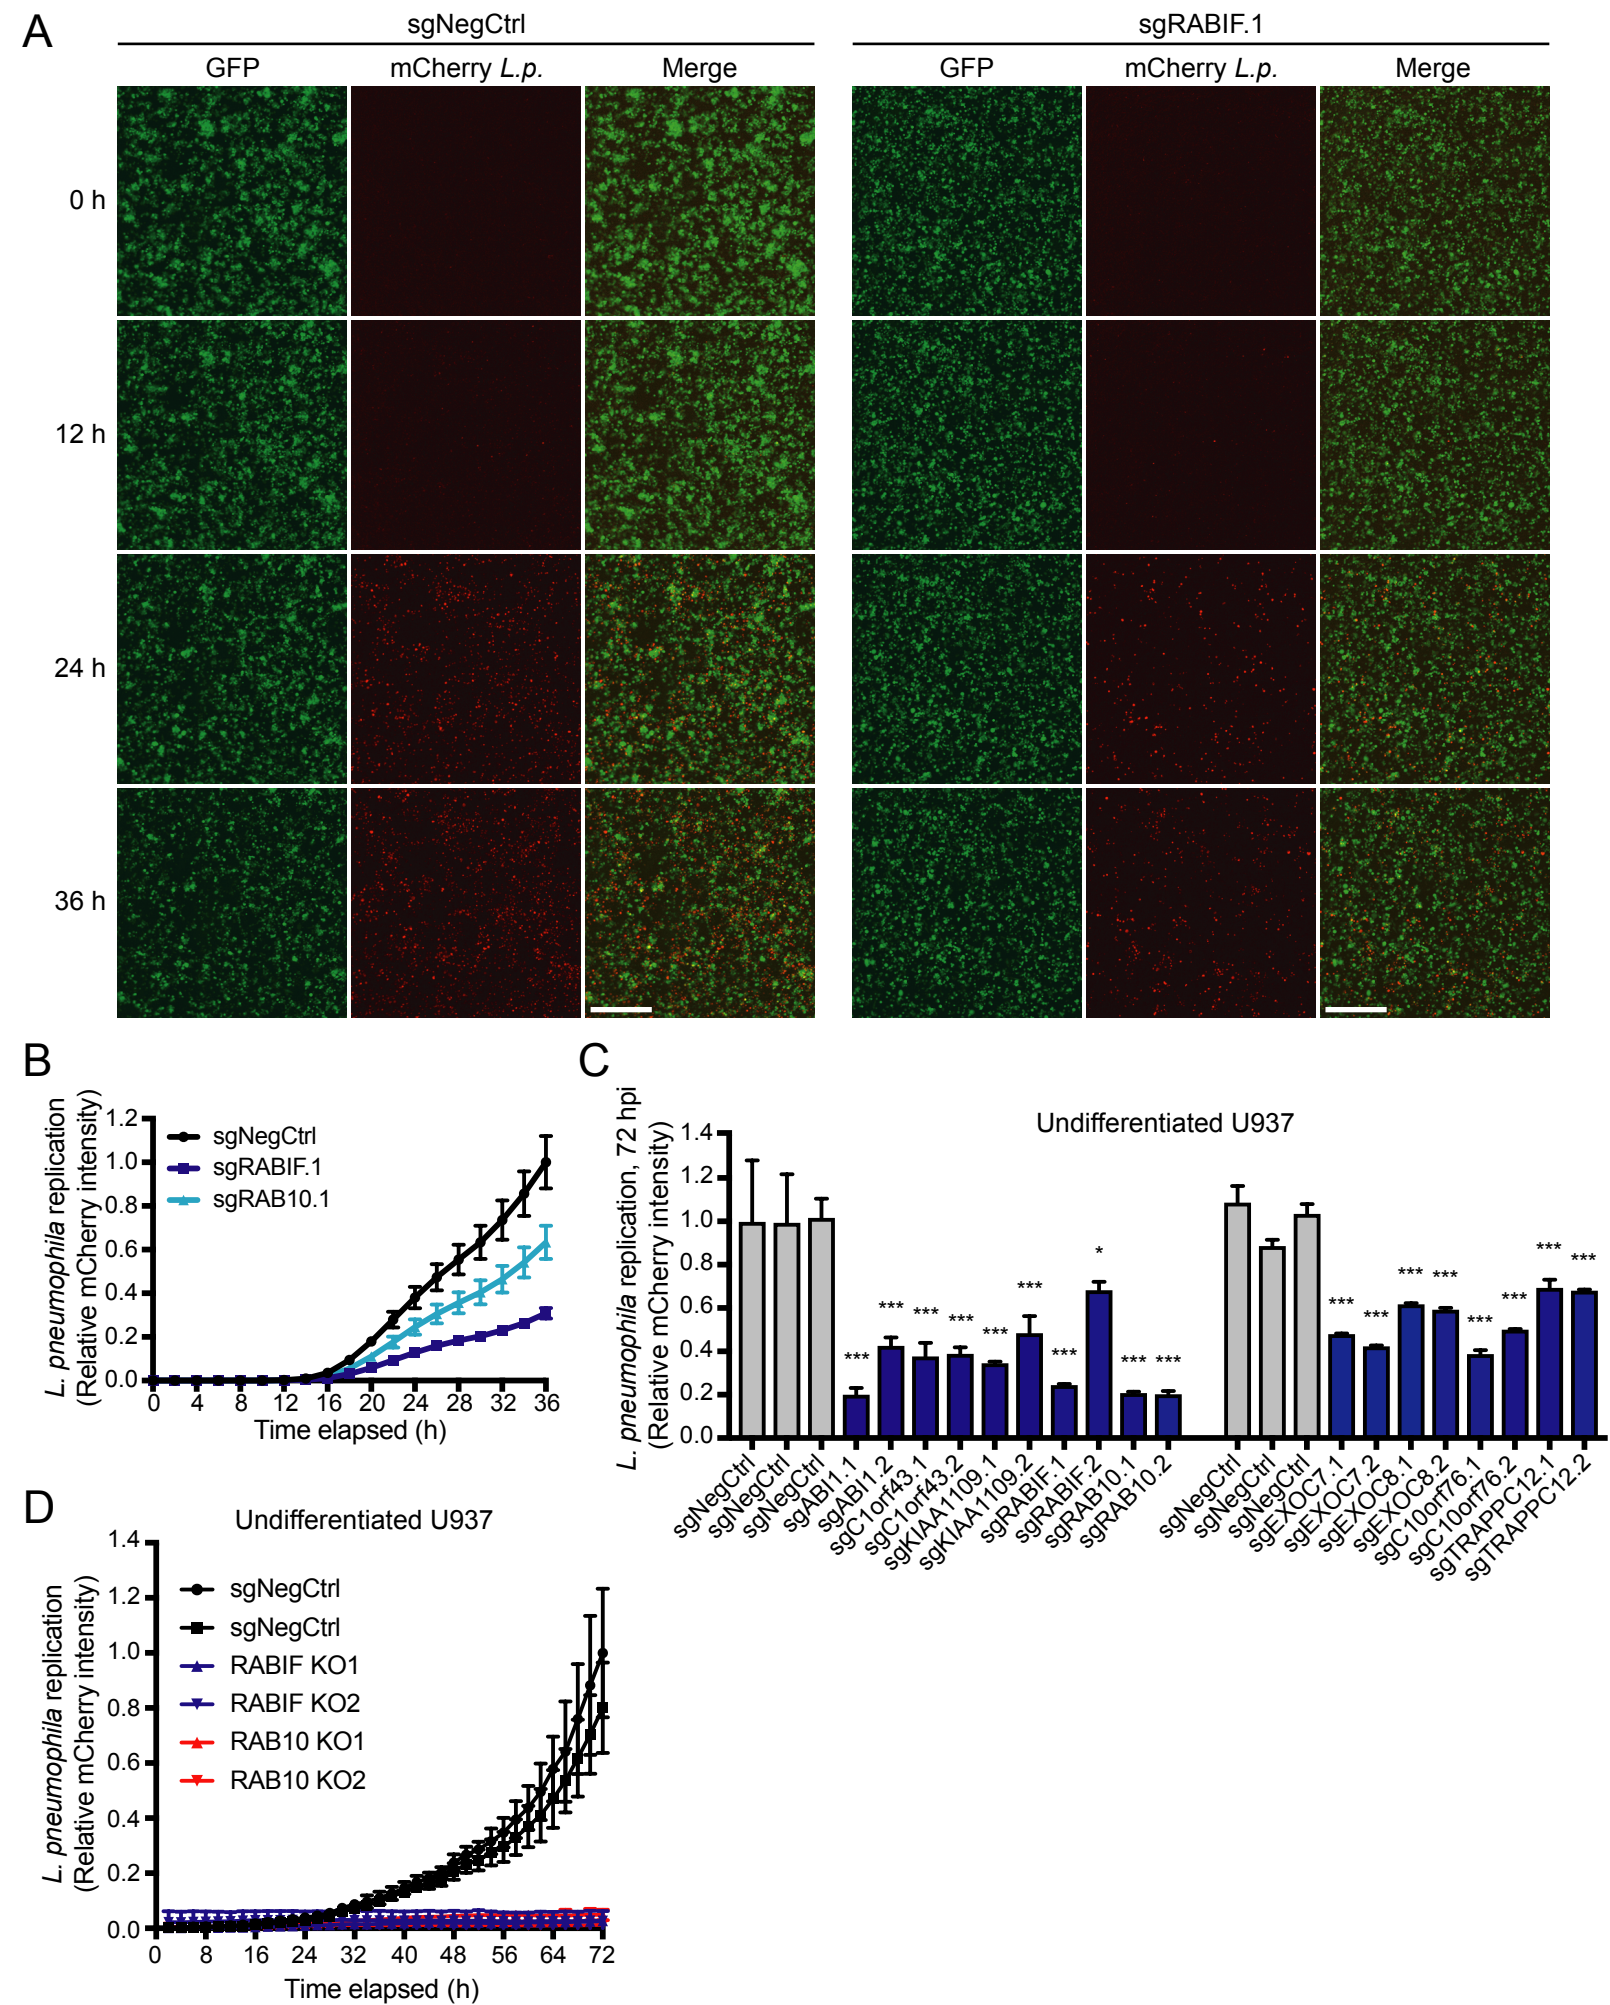 A
sgNegCtrl
sgRABIF.1
GFP
mCherry L.p.
Merge
GFP
mCherry L.p.
Merge
0 h
12 h
24 h
36 h
B
L. pneumophila replication
(Relative mCherry intensity)
1.2
1.0
0.8
0.6
0.4
0.2
0.0
sgNegCtrl
sgRABIF.1
sgRAB10.1
0 4 8 12 16 20 24 28 32 36
Time elapsed (h)
C
Undifferentiated U937
L. pneumophila replication, 72 hpi
(Relative mCherry intensity)
1.4
1.2
1.0
0.8
0.6
0.4
0.2
0.0
*** *** *** *** *** *** *** * *** ***
*** *** *** *** *** *** *** ***
sgNegCtrl
sgNegCtrl
sgNegCtrl
sgABI1.1
sgABI1.2
sgC1orf43.1
sgC1orf43.2
sgKIAA1109.1
sgKIAA1109.2
sgRABIF.1
sgRABIF.2
sgRAB10.1
sgRAB10.2
sgNegCtrl
sgNegCtrl
sgNegCtrl
sgEXOC7.1
sgEXOC7.2
sgEXOC8.1
sgEXOC8.2
sgC10orf76.1
sgC10orf76.2
sgTRAPPC12.1
sgTRAPPC12.2
D
Undifferentiated U937
L. pneumophila replication
(Relative mCherry intensity)
1.4
1.2
1.0
0.8
0.6
0.4
0.2
0.0
sgNegCtrl
sgNegCtrl
RABIF KO1
RABIF KO2
RAB10 KO1
RAB10 KO2
0 8 16 24 32 40 48 56 64 72
Time elapsed (h)